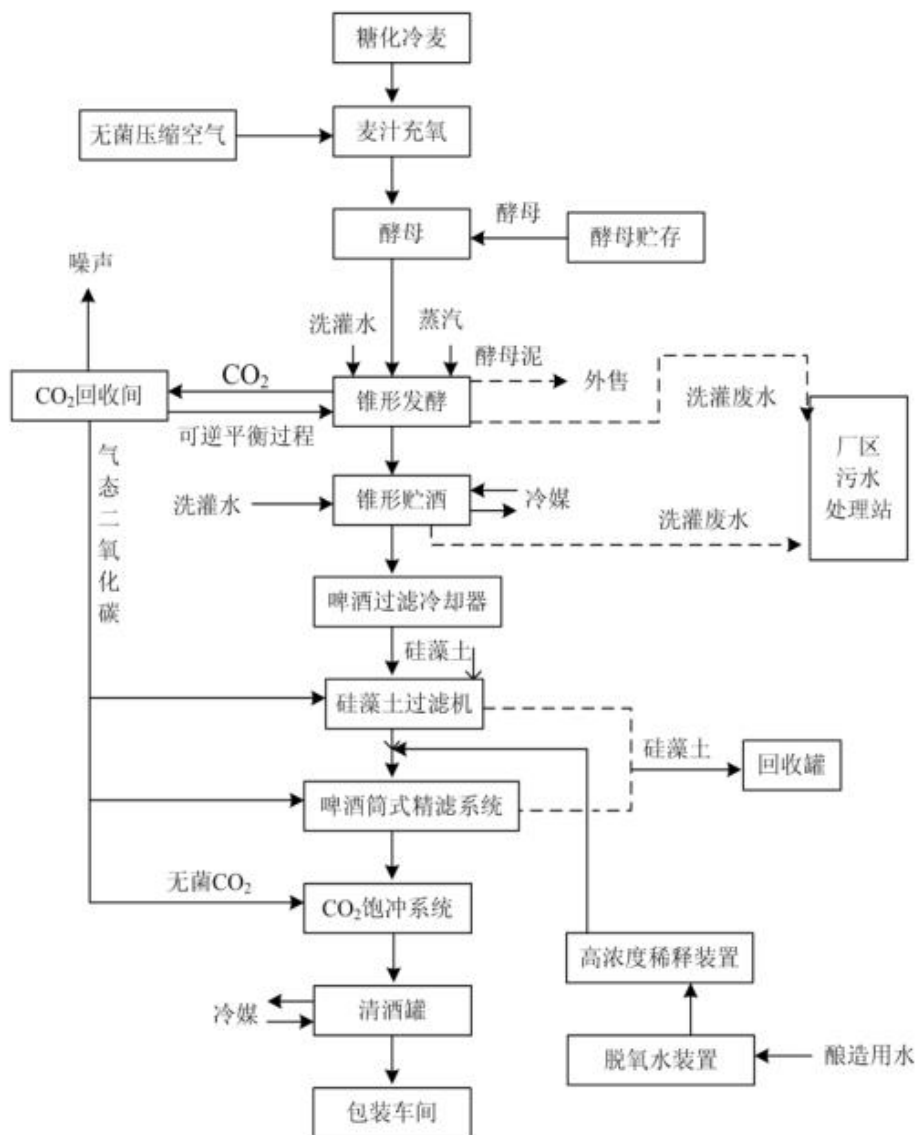 糖化冷麦
无菌压缩空气
麦汁充氧
酵母
酵母
酵母贮存
噪声
洗灌水
蒸汽
酵母泥
外售
CO₂回收间
CO₂
可逆平衡过程
锥形发酵
洗灌废水
厂区
污水
处理站
气态二氧化碳
洗灌水
锥形贮酒
冷媒
洗灌废水
啤酒过滤冷却器
硅藻土
硅藻土过滤机
硅藻土
回收罐
啤酒筒式精滤系统
无菌CO₂
CO₂饱冲系统
高浓度稀释装置
冷媒
清酒罐
脱氧水装置
酿造用水
包装车间